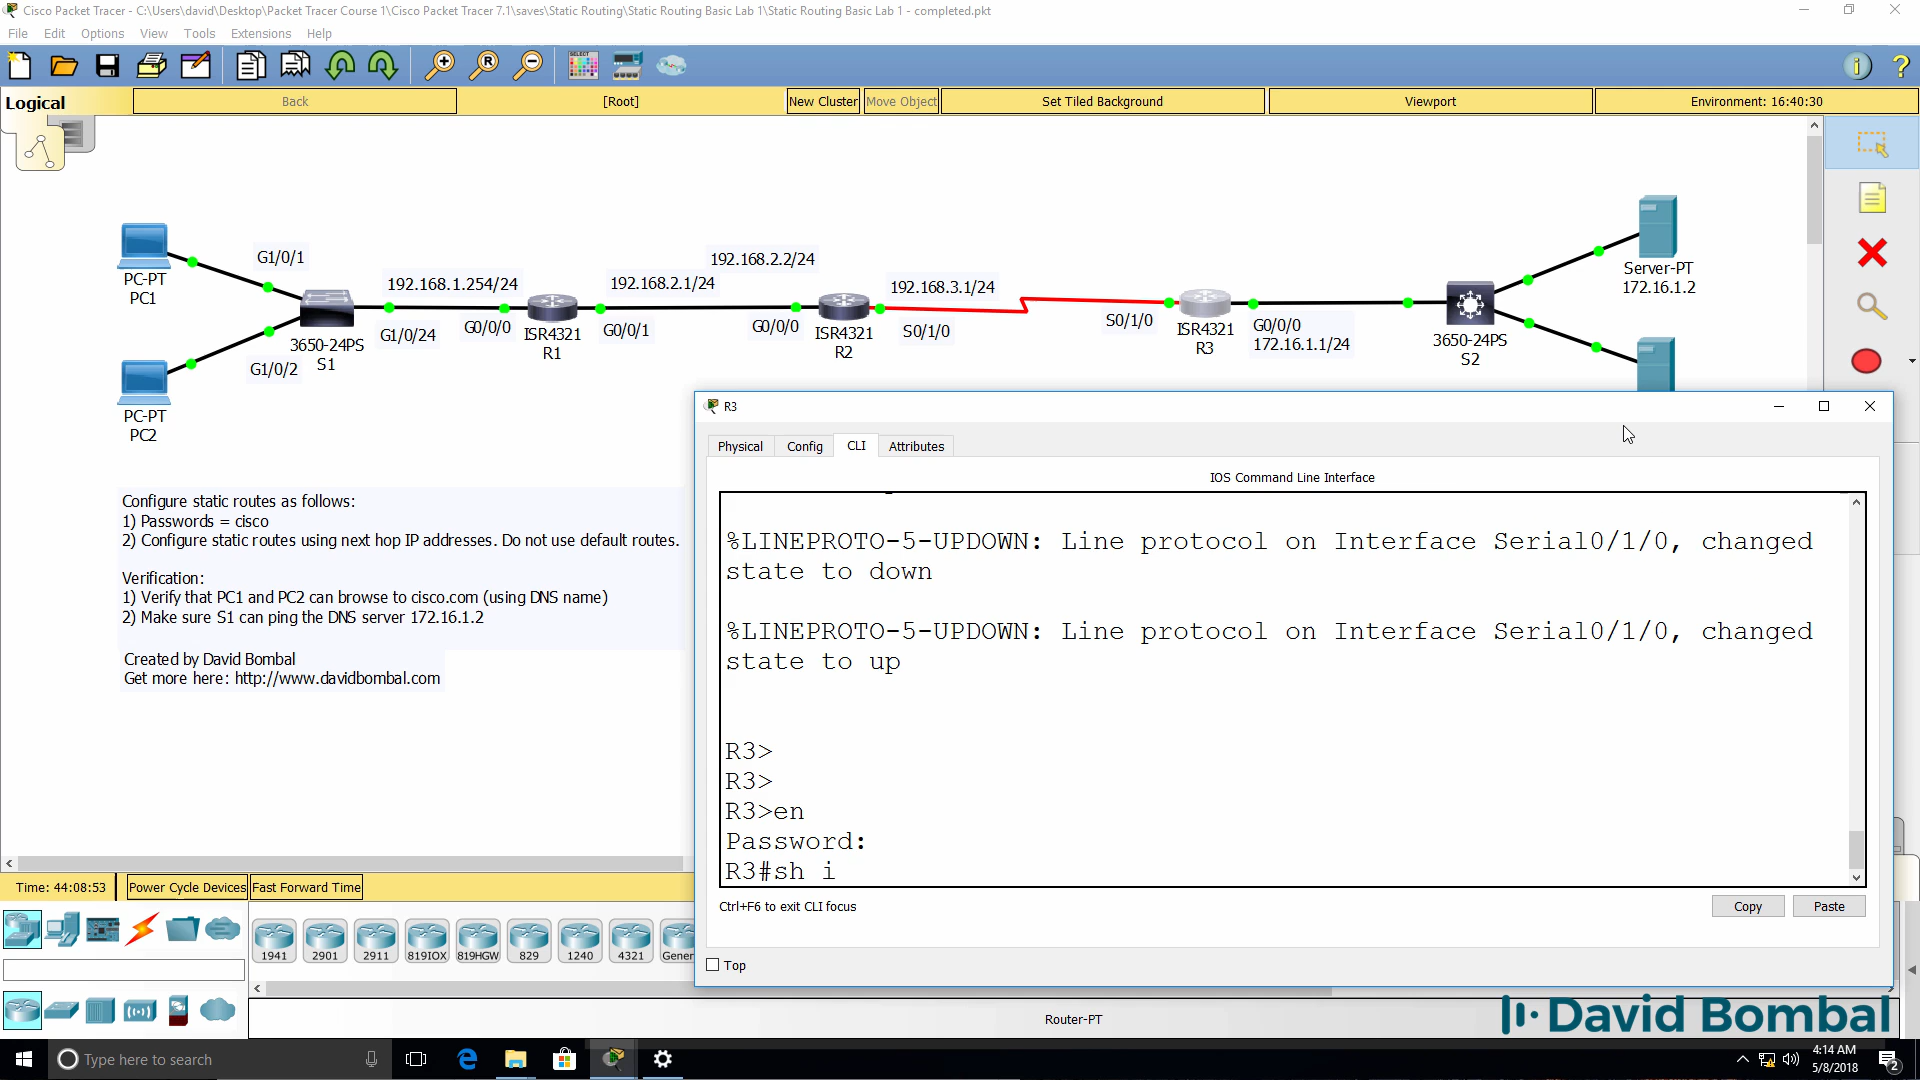 Cisco Packet Tracer - C:\Users\david\Desktop\Packet Tracer Course 1\Cisco Packet Tracer 7.1\saves\Static Routing\Static Routing Basic Lab 1\Static Routing Basic Lab 1 - completed.pkt
File Edit Options View Tools Extensions Help
Logical Back [Root] New Cluster Move Object Set Tiled Background Viewport Environment: 16:40:30
PC-PT
PC1
G1/0/1
3650-24PS
S1
G1/0/2
PC-PT
PC2
192.168.1.254/24
G1/0/24
G0/0/0
ISR4321
R1
192.168.2.1/24
G0/0/1
192.168.2.2/24
G0/0/0
ISR4321
R2
192.168.3.1/24
S0/1/0
S0/1/0
ISR4321
R3
G0/0/0
172.16.1.1/24
3650-24PS
S2
Server-PT
172.16.1.2
Configure static routes as follows:
1) Passwords = cisco
2) Configure static routes using next hop IP addresses. Do not use default routes.
Verification:
1) Verify that PC1 and PC2 can browse to cisco.com (using DNS name)
2) Make sure S1 can ping the DNS server 172.16.1.2
Created by David Bombal
Get more here: http://www.davidbombal.com
R3
Physical Config CLI Attributes
IOS Command Line Interface
%LINEPROTO-5-UPDOWN: Line protocol on Interface Serial0/1/0, changed
state to down
%LINEPROTO-5-UPDOWN: Line protocol on Interface Serial0/1/0, changed
state to up
R3>
R3>
R3>en
Password:
R3#sh i
Ctrl+F6 to exit CLI focus
Copy Paste
Top
Time: 44:08:53 Power Cycle Devices Fast Forward Time
1941 2901 2911 819IOX 819HGW 829 1240 4321 Gener
Router-PT
David Bombal
Type here to search
4:14 AM
5/8/2018
2